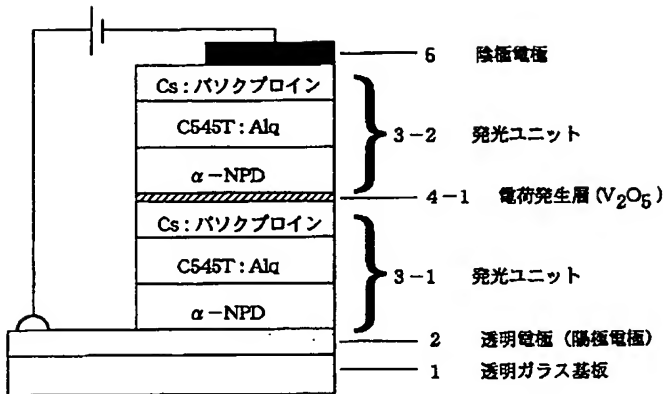 5 陰極電極
Cs:バソクプロイン
C545T:Alq
3-2 発光ユニット
α-NPD
4-1 電荷発生層(V2O5)
Cs:バソクプロイン
C545T:Alq
3-1 発光ユニット
α-NPD
2 透明電極(陽極電極)
1 透明ガラス基板